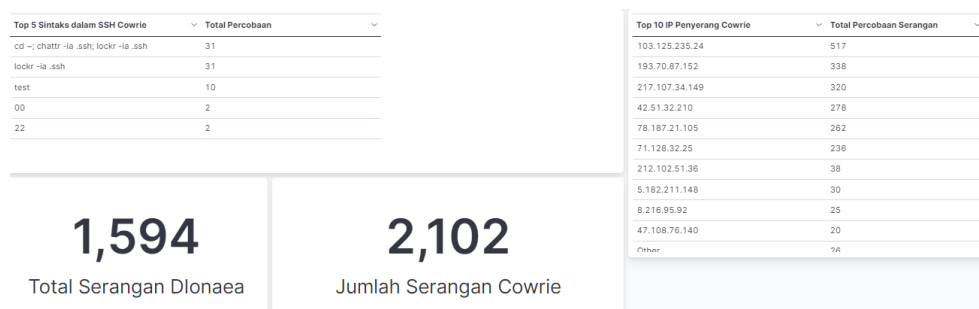 Top 5 Sintaks dalam SSH Cowrie Total Percobaan
cd ~; chattr -ia .ssh; lockr -ia .ssh 31
lockr -ia .ssh 31
test 10
00 2
22 2
1,594
Total Serangan DIonaea
2,102
Jumlah Serangan Cowrie
Top 10 IP Penyerang Cowrie Total Percobaan Serangan
103.125.235.24 517
193.70.87.152 338
217.107.34.149 320
42.51.32.210 278
78.187.21.105 262
71.128.32.25 236
212.102.51.36 38
5.182.211.148 30
8.216.95.92 25
47.108.76.140 20
Other 26